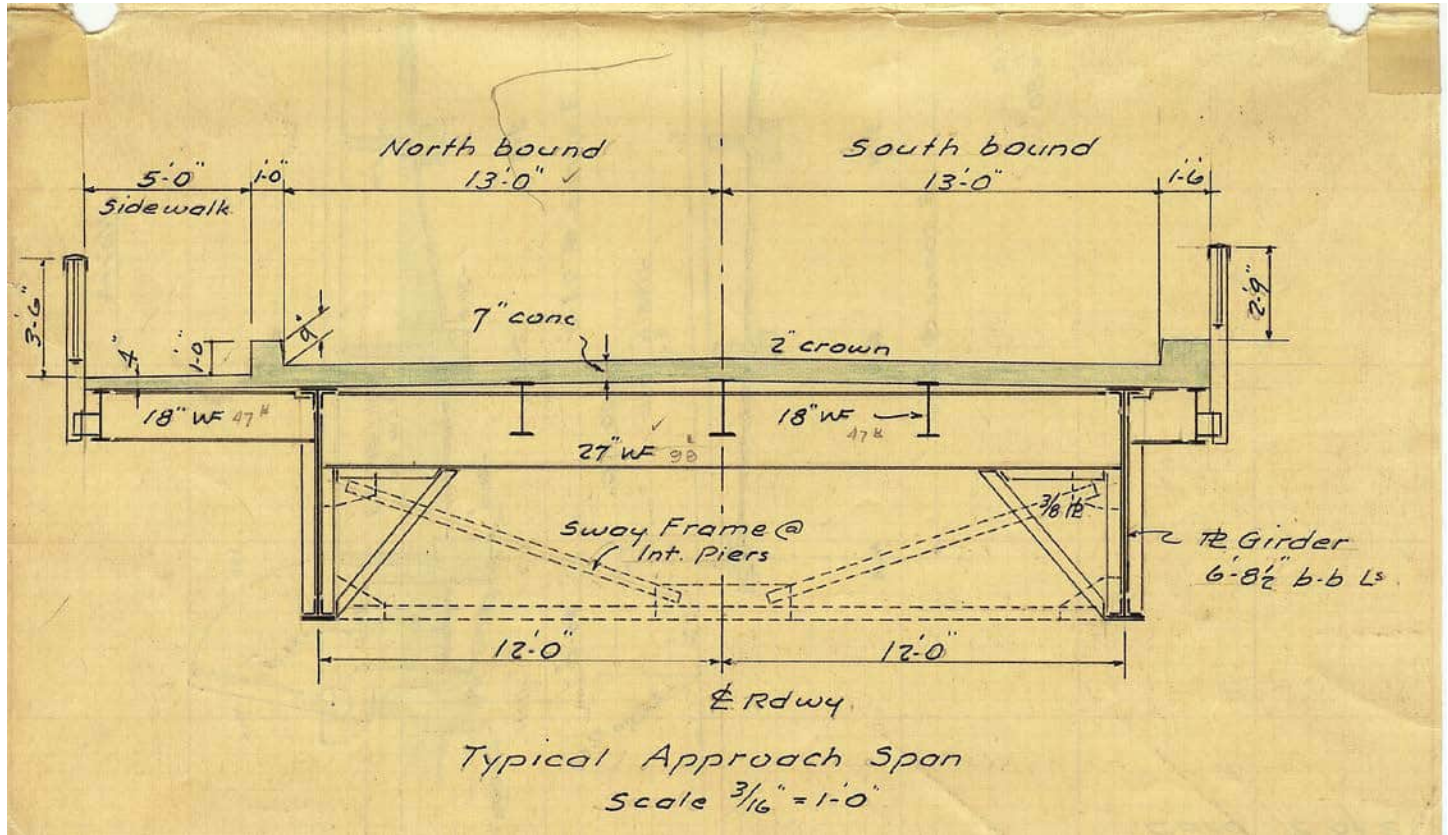 North bound
South bound
5'-0"
1'-0"
13'-0"
13'-0"
1'-6"
Sidewalk
3'-6"
4"
1'-0"
9"
7" conc
2" crown
2'-9"
18" WF 47#
27" WF 98
18" WF
47#
Sway Frame @
Int. Piers
3/8 PL
PL Girder
6'-8½" b-b Ls.
12'-0"
12'-0"
℄ Rdwy.
Typical Approach Span
Scale 3/16" = 1'-0"